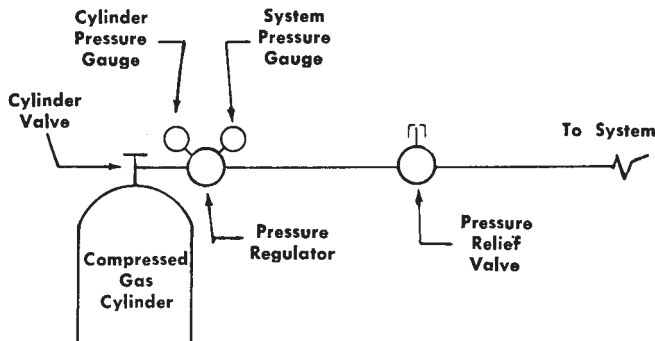 Cylinder
Pressure
Gauge
System
Pressure
Gauge
Cylinder
Valve
To System
Pressure
Regulator
Pressure
Relief
Valve
Compressed
Gas
Cylinder